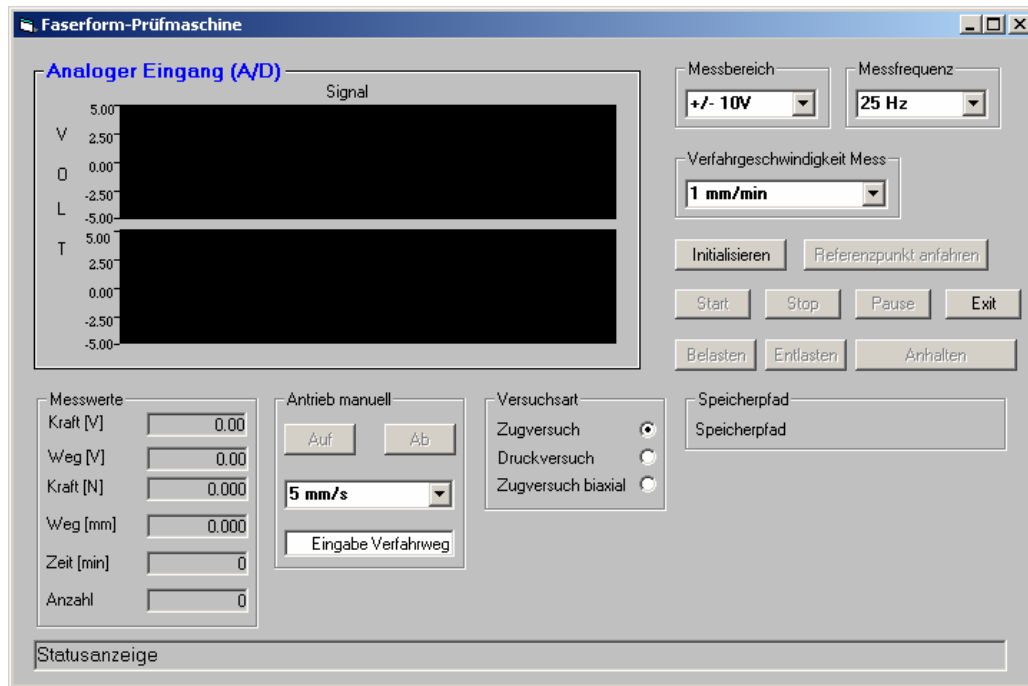 Faserform-Prüfmaschine
Analoger Eingang (A/D)
Signal
5.00
2.50
0.00
-2.50
-5.00
5.00
2.50
0.00
-2.50
-5.00
V
O
L
T
Messbereich
+/- 10V
Messfrequenz
25 Hz
Verfahrgeschwindigkeit Mess
1 mm/min
Initialisieren
Referenzpunkt anfahren
Start
Stop
Pause
Exit
Belasten
Entlasten
Anhalten
Messwerte
Kraft [V] 0.00
Weg [V] 0.00
Kraft [N] 0.000
Weg [mm] 0.000
Zeit [min] 0
Anzahl 0
Antrieb manuell
Auf
Ab
5 mm/s
Eingabe Verfahrweg
Versuchsart
Zugversuch
Druckversuch
Zugversuch biaxial
Speicherpfad
Speicherpfad
Statusanzeige